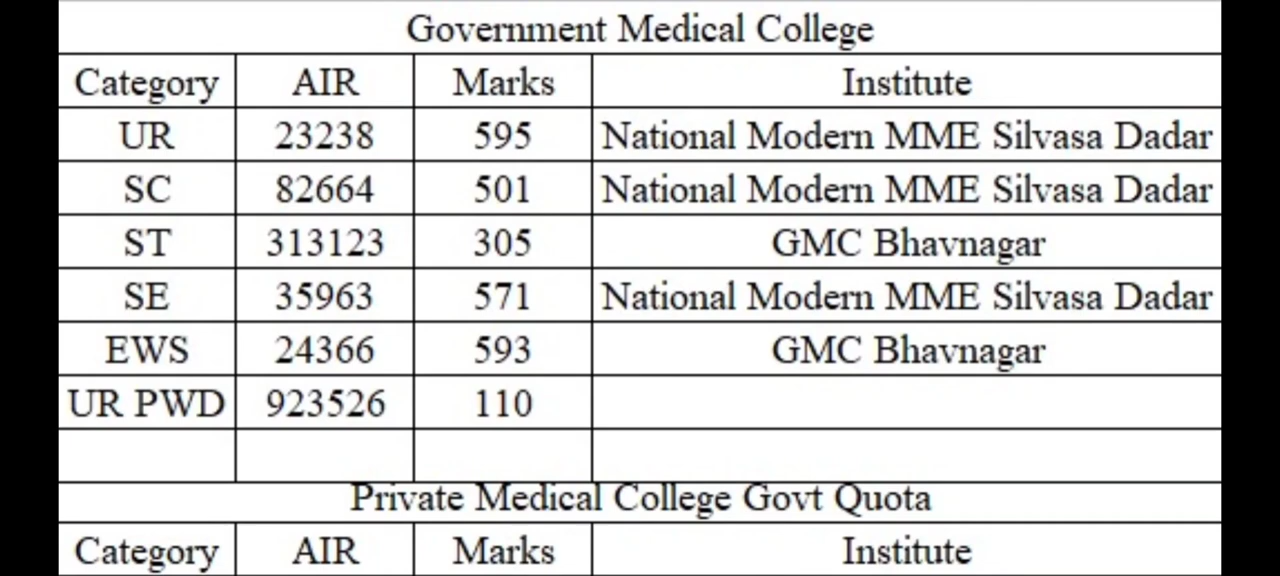 Government Medical College
Category AIR Marks Institute
UR 23238 595 National Modern MME Silvasa Dadar
SC 82664 501 National Modern MME Silvasa Dadar
ST 313123 305 GMC Bhavnagar
SE 35963 571 National Modern MME Silvasa Dadar
EWS 24366 593 GMC Bhavnagar
UR PWD 923526 110
Private Medical College Govt Quota
Category AIR Marks Institute